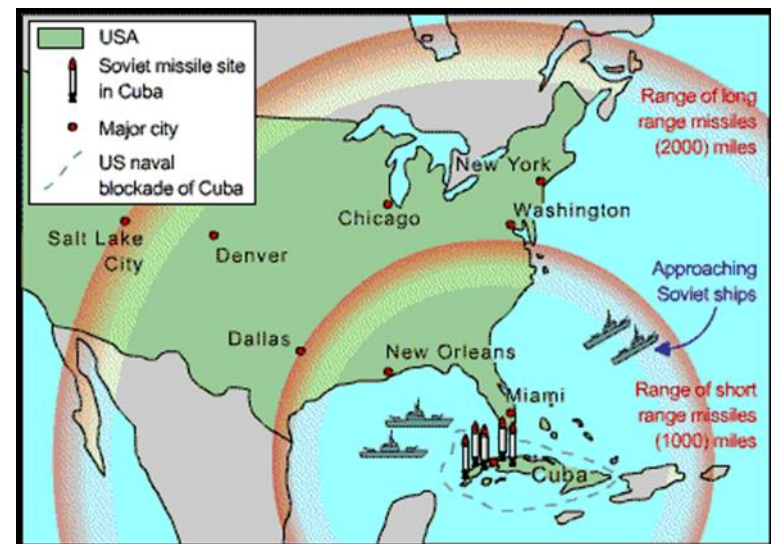 USA
Soviet missile site
in Cuba
Major city
US naval
blockade of Cuba
Range of long
range missiles
(2000) miles
New York
Chicago
Washington
Salt Lake
City
Denver
Approaching
Soviet ships
Dallas
New Orleans
Miami
Range of short
range missiles
(1000) miles
Cuba